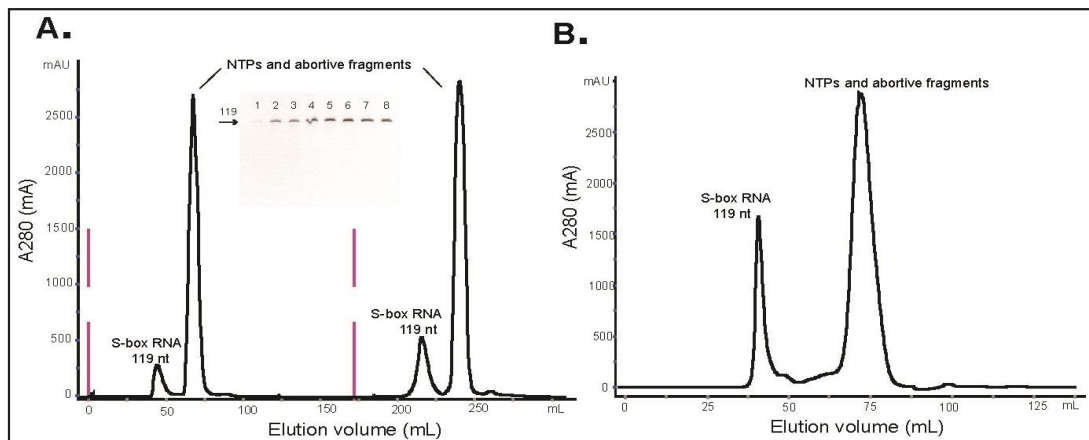 A.
mAU
NTPs and abortive fragments
119
1 2 3 4 5 6 7 8
2500
2000
1500
1000
500
0
A280 (mA)
S-box RNA
119 nt
S-box RNA
119 nt
0 50 100 150 200 250 mL
Elution volume (mL)
B.
mAU
NTPs and abortive fragments
2500
2000
1500
1000
500
0
A280 (mA)
S-box RNA
119 nt
0 25 50 75 100 125 mL
Elution volume (mL)